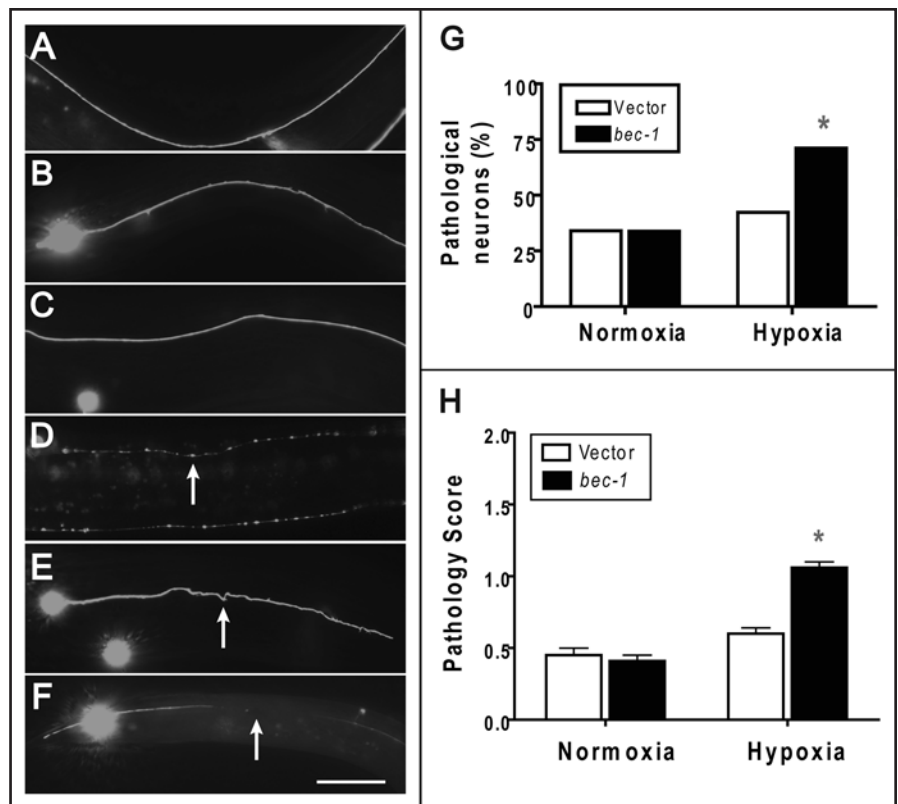 A
B
C
D
E
F
G
Pathological neurons (%)
100
75
50
25
0
Vector
bec-1
*
Normoxia
Hypoxia
H
Pathology Score
2.0
1.5
1.0
0.5
0.0
Vector
bec-1
*
Normoxia
Hypoxia